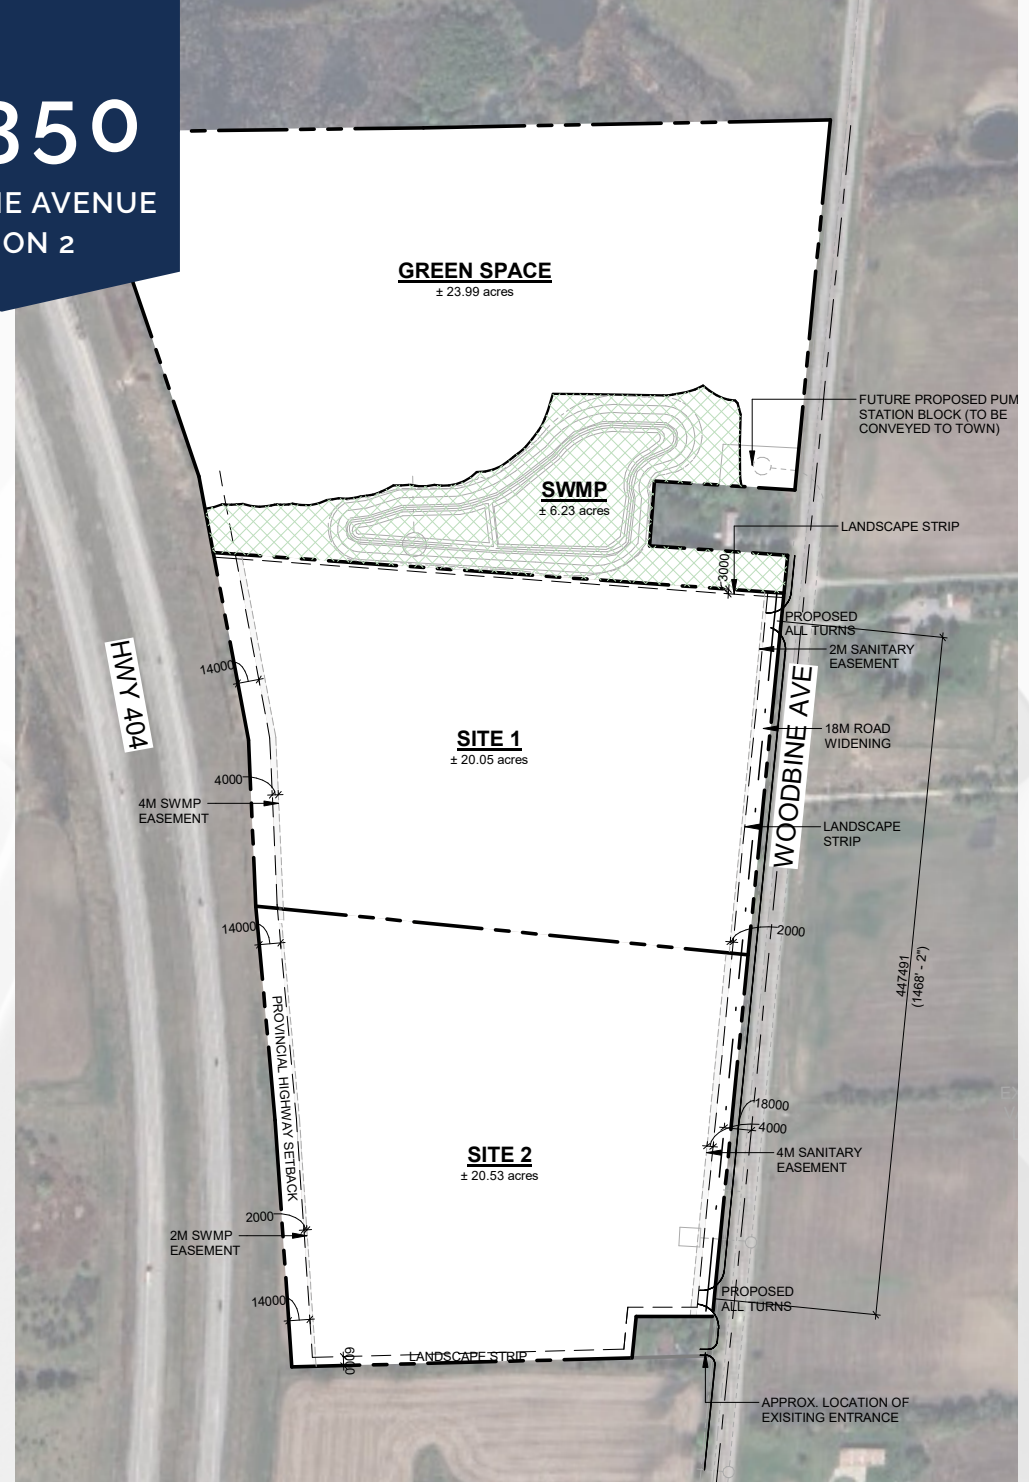 350
NE AVENUE
ON 2
GREEN SPACE
± 23.99 acres
FUTURE PROPOSED PUM
STATION BLOCK (TO BE
CONVEYED TO TOWN)
SWMP
± 6.23 acres
LANDSCAPE STRIP
3000
PROPOSED
ALL TURNS
2M SANITARY
EASEMENT
14000
HWY 404
WOODBINE AVE
18M ROAD
WIDENING
SITE 1
± 20.05 acres
4000
4M SWMP
EASEMENT
LANDSCAPE
STRIP
14000
2000
447491
(1468' - 2")
PROVINCIAL HIGHWAY SETBACK
18000
4000
4M SANITARY
EASEMENT
SITE 2
± 20.53 acres
2000
2M SWMP
EASEMENT
14000
PROPOSED
ALL TURNS
6000
LANDSCAPE STRIP
APPROX. LOCATION OF
EXISITING ENTRANCE